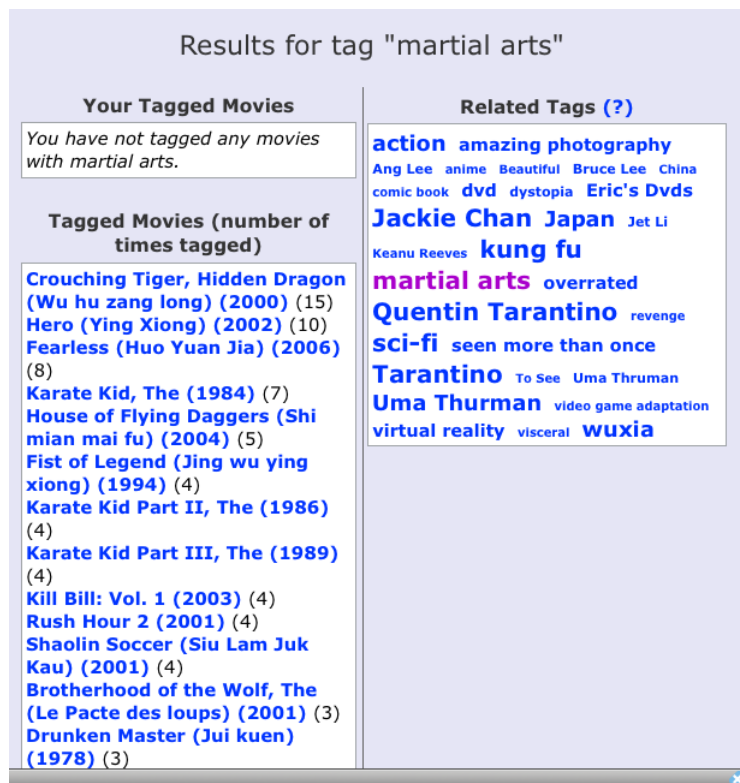 Results for tag "martial arts"
Your Tagged Movies
You have not tagged any movies
with martial arts.
Tagged Movies (number of
times tagged)
Crouching Tiger, Hidden Dragon
(Wu hu zang long) (2000) (15)
Hero (Ying Xiong) (2002) (10)
Fearless (Huo Yuan Jia) (2006)
(8)
Karate Kid, The (1984) (7)
House of Flying Daggers (Shi
mian mai fu) (2004) (5)
Fist of Legend (Jing wu ying
xiong) (1994) (4)
Karate Kid Part II, The (1986)
(4)
Karate Kid Part III, The (1989)
(4)
Kill Bill: Vol. 1 (2003) (4)
Rush Hour 2 (2001) (4)
Shaolin Soccer (Siu Lam Juk
Kau) (2001) (4)
Brotherhood of the Wolf, The
(Le Pacte des loups) (2001) (3)
Drunken Master (Jui kuen)
(1978) (3)
Related Tags (?)
action amazing photography
Ang Lee anime Beautiful Bruce Lee China
comic book dvd dystopia Eric's Dvds
Jackie Chan Japan Jet Li
Keanu Reeves kung fu
martial arts overrated
Quentin Tarantino revenge
sci-fi seen more than once
Tarantino To See Uma Thruman
Uma Thurman video game adaptation
virtual reality visceral wuxia